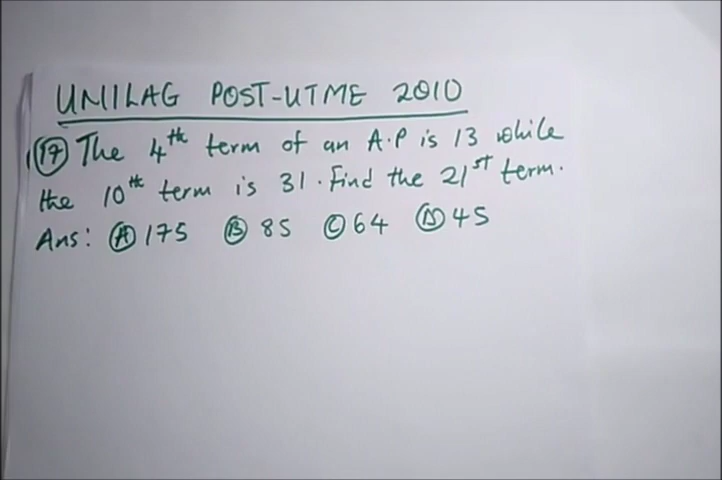 UNILAG POST-UTME 2010
17 The 4th term of an A.P is 13 while
the 10th term is 31. Find the 21st term.
Ans: A 175 B 85 C 64 D 45